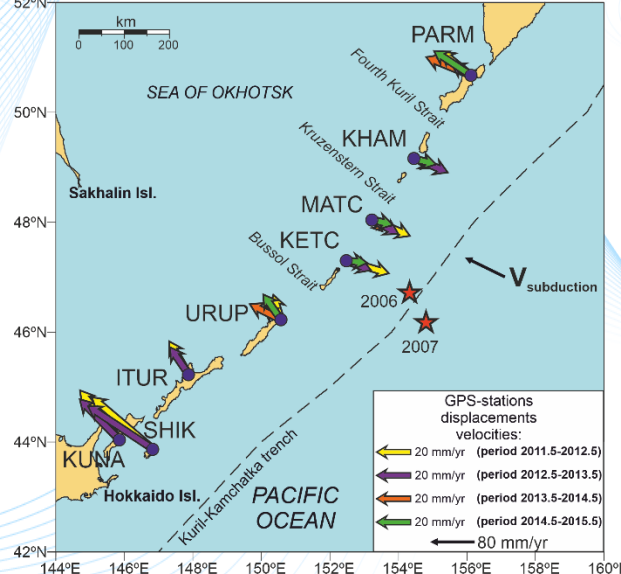 52°N
50°N
48°N
46°N
44°N
42°N
km
0 100 200
PARM
SEA OF OKHOTSK
Fourth Kuril Strait
KHAM
Kruzenstern Strait
Sakhalin Isl.
MATC
KETC
Bussol Strait
V subduction
2006
2007
URUP
ITUR
SHIK
KUNA
Hokkaido Isl.
Kuril-Kamchatka trench
PACIFIC
OCEAN
GPS-stations
displacements
velocities:
20 mm/yr (period 2011.5-2012.5)
20 mm/yr (period 2012.5-2013.5)
20 mm/yr (period 2013.5-2014.5)
20 mm/yr (period 2014.5-2015.5)
80 mm/yr
144°E 146°E 148°E 150°E 152°E 154°E 156°E 158°E 160°E